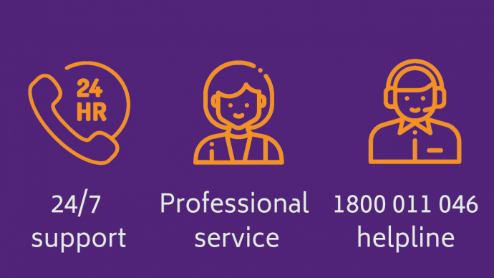 24
HR
24/7
support
Professional
service
1800 011 046
helpline